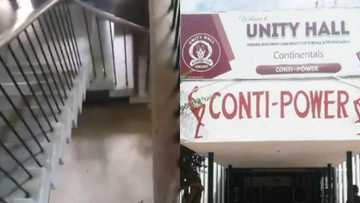 Welcome to
UNITY HALL
Continentals
CONTI-POWER
CONTI-POWER